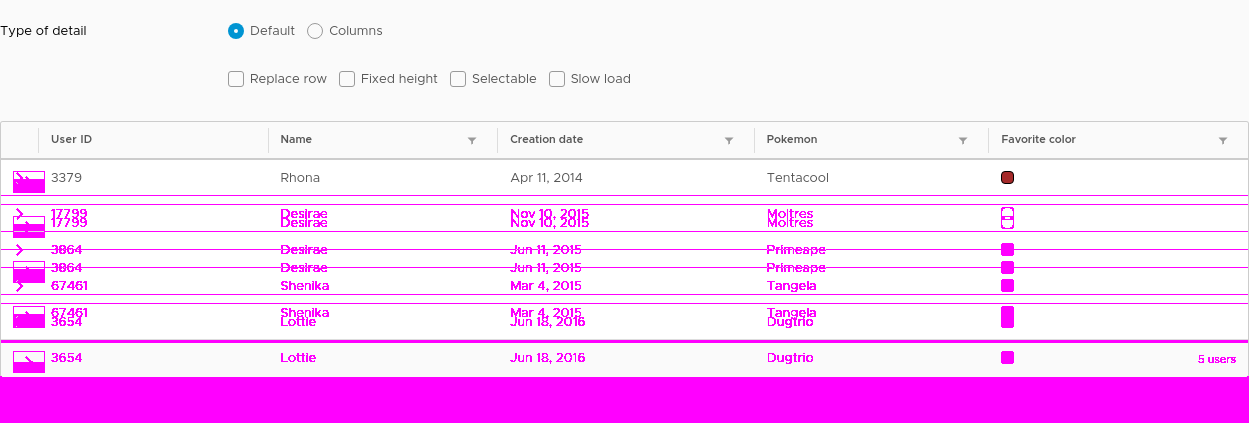 Type of detail
Default
Columns
Replace row
Fixed height
Selectable
Slow load
User ID Name Creation date Pokemon Favorite color
3379 Rhona Apr 11, 2014 Tentacool
17799 Desirae Nov 10, 2015 Moltres
17799 Desirae Nov 10, 2015 Moltres
3864 Desirae Jun 11, 2015 Primeape
3864 Desirae Jun 11, 2015 Primeape
67461 Shenika Mar 4, 2015 Tangela
67461 Shenika Mar 4, 2015 Tangela
3654 Lottie Jun 18, 2016 Dugtrio
3654 Lottie Jun 18, 2016 Dugtrio
5 users